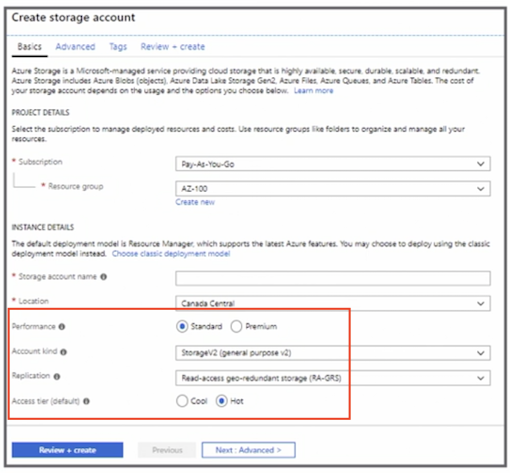 Create storage account
Basics Advanced Tags Review + create
Azure Storage is a Microsoft-managed service providing cloud storage that is highly available, secure, durable, scalable, and redundant.
Azure Storage includes Azure Blobs (objects), Azure Data Lake Storage Gen2, Azure Files, Azure Queues, and Azure Tables. The cost of
your storage account depends on the usage and the options you choose below. Learn more
PROJECT DETAILS
Select the subscription to manage deployed resources and costs. Use resource groups like folders to organize and manage all your
resources.
* Subscription Pay-As-You-Go
* Resource group AZ-100
Create new
INSTANCE DETAILS
The default deployment model is Resource Manager, which supports the latest Azure features. You may choose to deploy using the classic
deployment model instead. Choose classic deployment model
* Storage account name
* Location Canada Central
Performance Standard Premium
Account kind StorageV2 (general purpose v2)
Replication Read-access geo-redundant storage (RA-GRS)
Access tier (default) Cool Hot
Review + create Previous Next : Advanced >